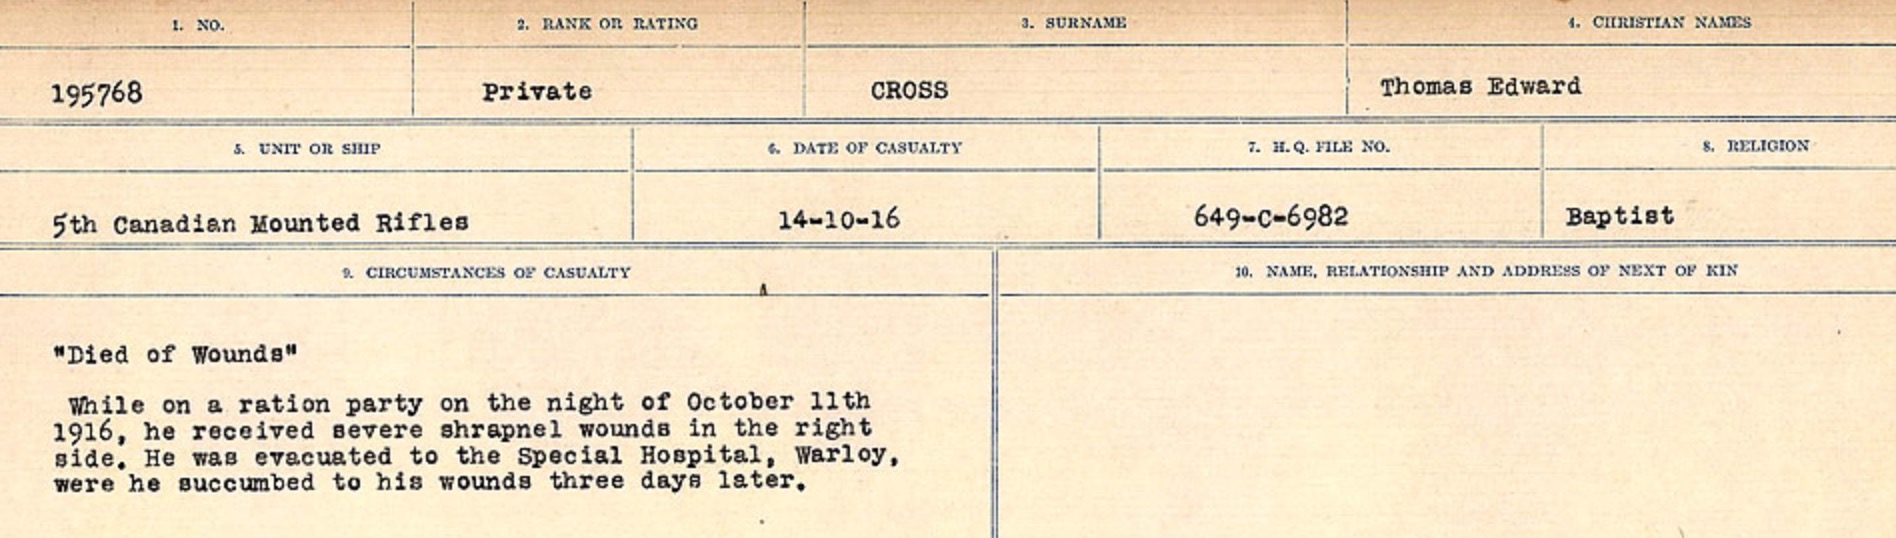 1. NO.
2. RANK OR RATING
3. SURNAME
4. CHRISTIAN NAMES
195768
Private
CROSS
Thomas Edward
5. UNIT OR SHIP
6. DATE OF CASUALTY
7. H.Q. FILE NO.
8. RELIGION
5th Canadian Mounted Rifles
14-10-16
649-C-6982
Baptist
9. CIRCUMSTANCES OF CASUALTY
10. NAME, RELATIONSHIP AND ADDRESS OF NEXT OF KIN
"Died of Wounds"
While on a ration party on the night of October 11th
1916, he received severe shrapnel wounds in the right
side. He was evacuated to the Special Hospital, Warloy,
were he succumbed to his wounds three days later.